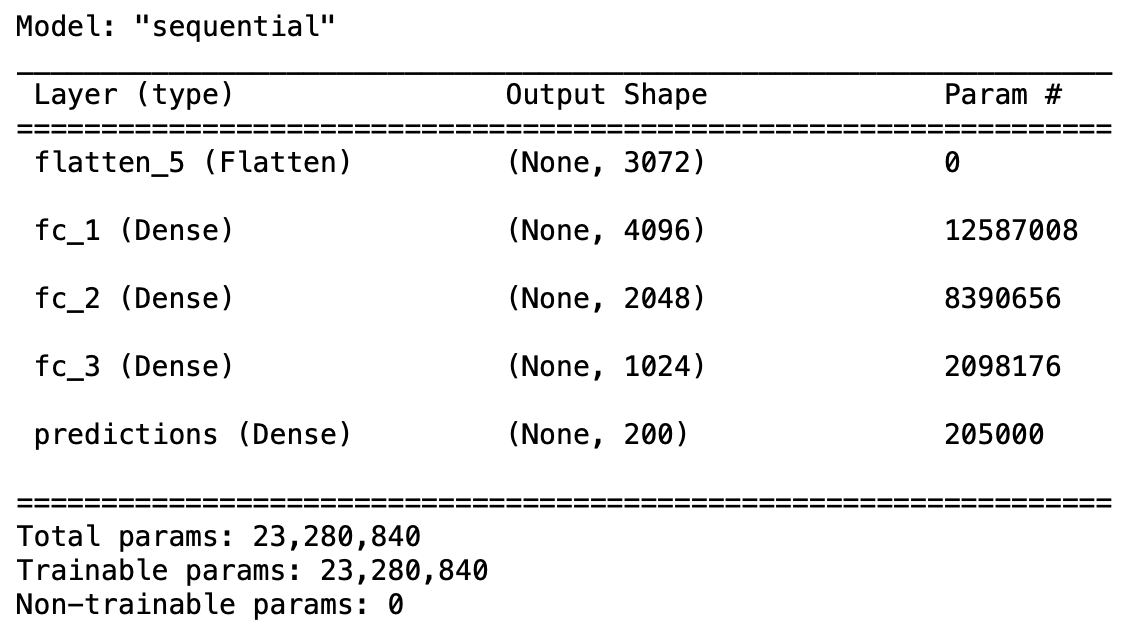 Model: "sequential"
Layer (type) Output Shape Param #
flatten_5 (Flatten) (None, 3072) 0
fc_1 (Dense) (None, 4096) 12587008
fc_2 (Dense) (None, 2048) 8390656
fc_3 (Dense) (None, 1024) 2098176
predictions (Dense) (None, 200) 205000
Total params: 23,280,840
Trainable params: 23,280,840
Non-trainable params: 0